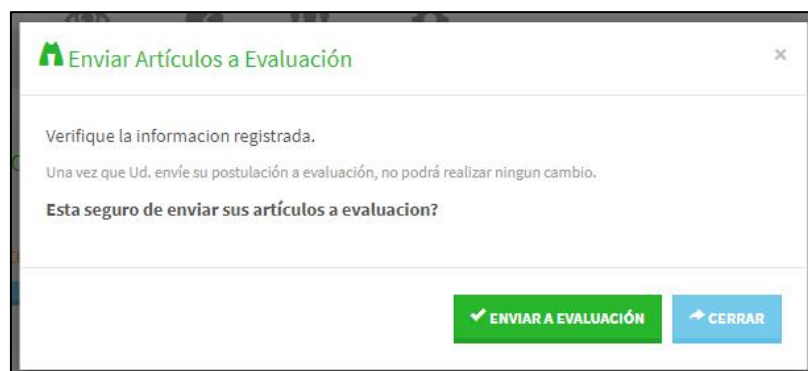 Enviar Artículos a Evaluación
×
Verifique la informacion registrada.
Una vez que Ud. envíe su postulación a evaluación, no podrá realizar ningun cambio.
Esta seguro de enviar sus artículos a evaluacion?
ENVIAR A EVALUACIÓN
CERRAR